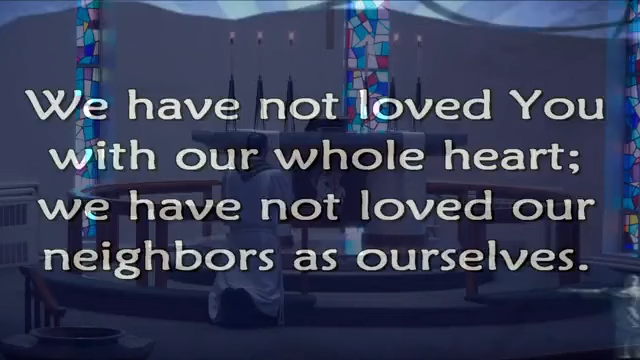 We have not loved You
with our whole heart;
we have not loved our
neighbors as ourselves.